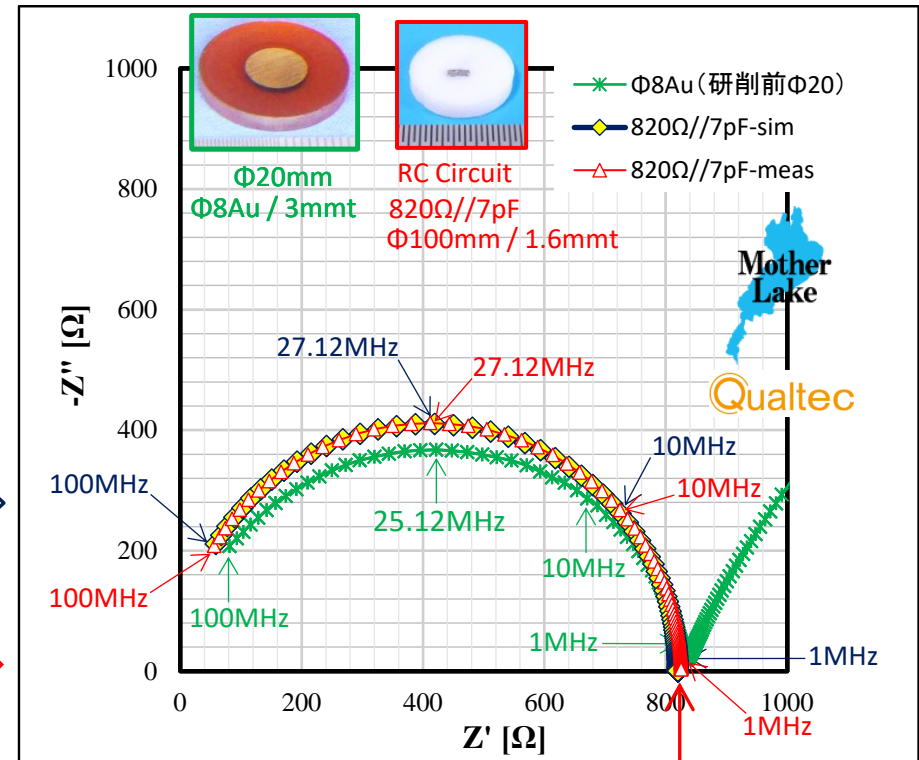 1000
800
600
400
200
0
-Z'' [Ω]
0
200
400
600
800
1000
Z' [Ω]
Φ20mm
Φ8Au / 3mmt
RC Circuit
820Ω//7pF
Φ100mm / 1.6mmt
Φ8Au（研削前Φ20）
820Ω//7pF-sim
820Ω//7pF-meas
Mother
Lake
Qualtec
27.12MHz
27.12MHz
10MHz
10MHz
100MHz
25.12MHz
10MHz
100MHz
100MHz
1MHz
1MHz
1MHz